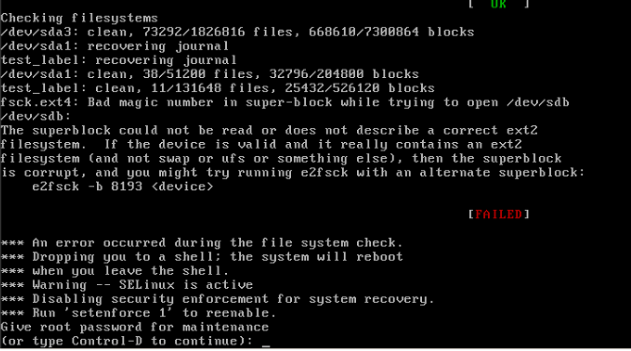 [ OK ]
Checking filesystems
/dev/sda3: clean, 73292/1826816 files, 668610/7300864 blocks
/dev/sda1: recovering journal
test_label: recovering journal
/dev/sda1: clean, 38/51200 files, 32796/204800 blocks
test_label: clean, 11/131648 files, 25432/526120 blocks
fsck.ext4: Bad magic number in super-block while trying to open /dev/sdb
/dev/sdb:
The superblock could not be read or does not describe a correct ext2
filesystem.  If the device is valid and it really contains an ext2
filesystem (and not swap or ufs or something else), then the superblock
is corrupt, and you might try running e2fsck with an alternate superblock:
    e2fsck -b 8193 <device>
[FAILED]
*** An error occurred during the file system check.
*** Dropping you to a shell; the system will reboot
*** when you leave the shell.
*** Warning -- SELinux is active
*** Disabling security enforcement for system recovery.
*** Run 'setenforce 1' to reenable.
Give root password for maintenance
(or type Control-D to continue): _